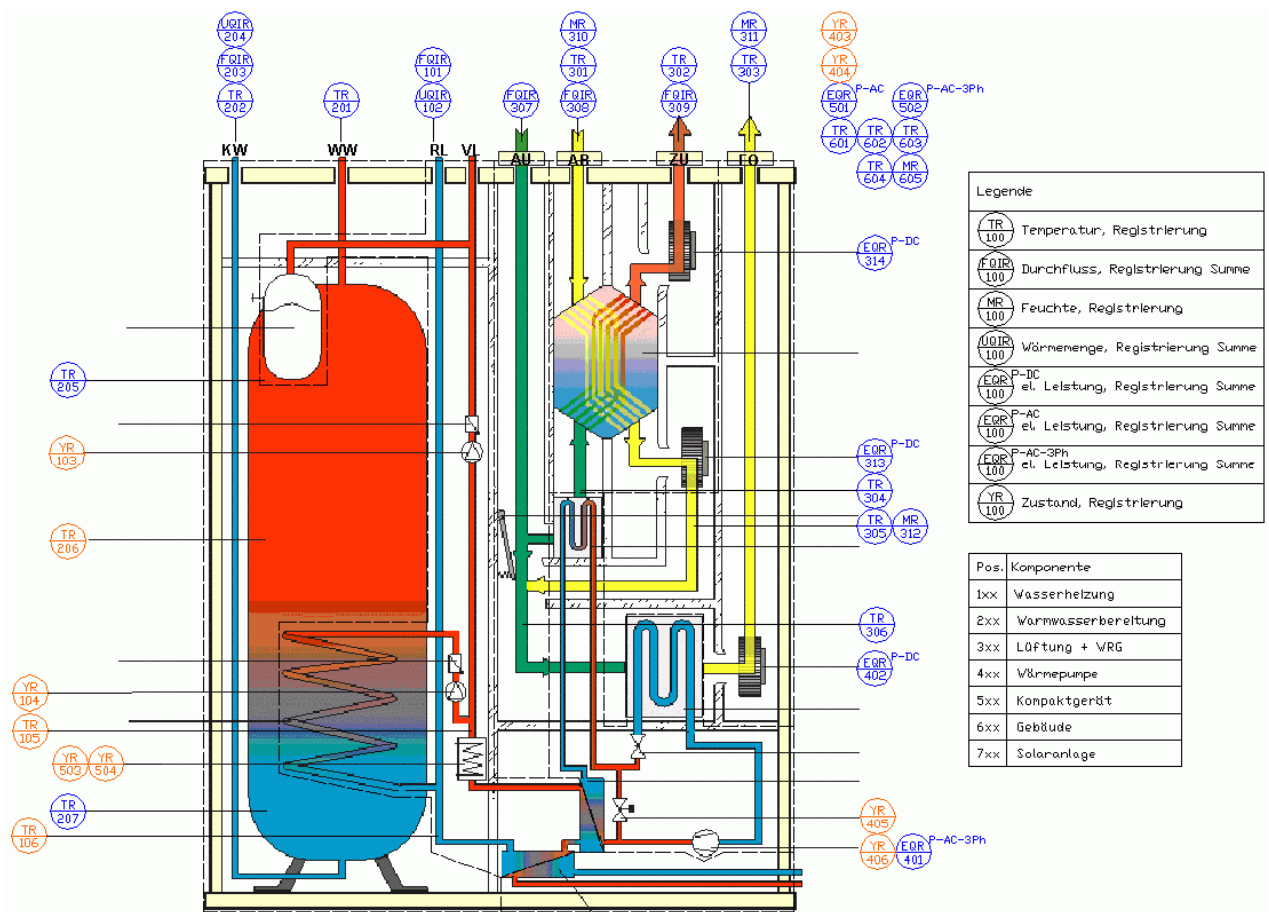 UQIR
204
FQIR
203
TR
202
TR
201
FQIR
101
UQIR
102
FQIR
307
MR
310
TR
301
FQIR
308
TR
302
FQIR
309
MR
311
TR
303
YR
403
YR
404
EQR P-AC
501
EQR P-AC-3Ph
502
TR
601
TR
602
TR
603
TR
604
MR
605
KW
WW
RL
VL
AU
AB
ZU
FO
EQR P-DC
314
TR
205
YR
103
EQR P-DC
313
TR
304
TR
305
MR
312
TR
206
TR
306
EQR P-DC
402
YR
104
TR
105
YR
503
YR
504
TR
207
TR
106
YR
405
YR
406
EQR P-AC-3Ph
401
Legende
TR
100
Temperatur, Registrierung
FQIR
100
Durchfluss, Registrierung Summe
MR
100
Feuchte, Registrierung
UQIR
100
Wärmemenge, Registrierung Summe
EQR P-DC
100
el. Leistung, Registrierung Summe
EQR P-AC
100
el. Leistung, Registrierung Summe
EQR P-AC-3Ph
100
el. Leistung, Registrierung Summe
YR
100
Zustand, Registrierung
Pos. Komponente
1xx Wasserheizung
2xx Warmwasserbereitung
3xx Lüftung + WRG
4xx Wärmepumpe
5xx Kompaktgerät
6xx Gebäude
7xx Solaranlage